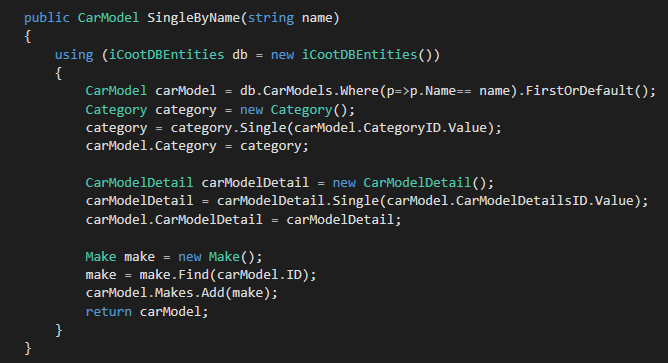 public CarModel SingleByName(string name)
{
using (iCootDBEntities db = new iCootDBEntities())
{
CarModel carModel = db.CarModels.Where(p=>p.Name== name).FirstOrDefault();
Category category = new Category();
category = category.Single(carModel.CategoryID.Value);
carModel.Category = category;
CarModelDetail carModelDetail = new CarModelDetail();
carModelDetail = carModelDetail.Single(carModel.CarModelDetailsID.Value);
carModel.CarModelDetail = carModelDetail;
Make make = new Make();
make = make.Find(carModel.ID);
carModel.Makes.Add(make);
return carModel;
}
}